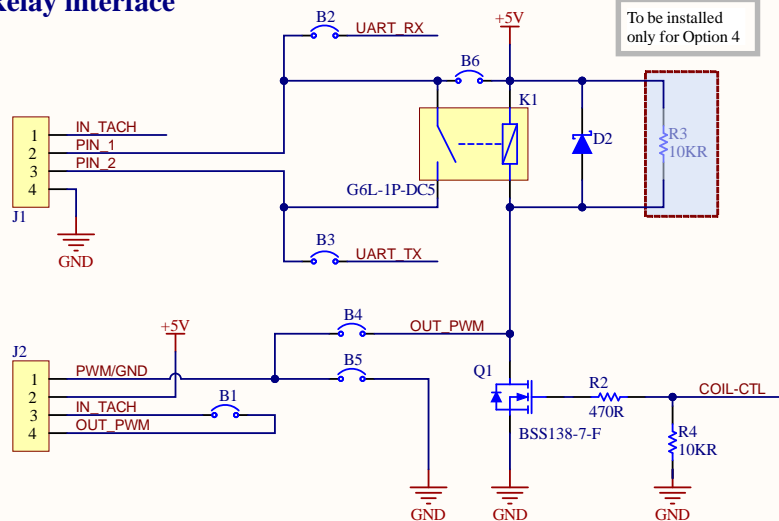 Relay interface
To be installed
only for Option 4
+5V
B2
UART_RX
B6
K1
IN_TACH
PIN_1
PIN_2
1
2
3
4
J1
GND
G6L-1P-DC5
D2
R3
10KR
B3
UART_TX
+5V
B4
OUT_PWM
J2
PWM/GND
B5
1
2
3
4
IN_TACH
B1
OUT_PWM
Q1
BSS138-7-F
R2
470R
COIL-CTL
R4
10KR
GND
GND
GND